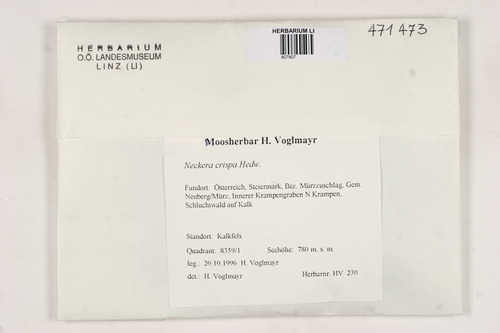 HERBARIUM
O.Ö. LANDESMUSEUM
LINZ (LI)
HERBARIUM LI
807807
471473
Moosherbar H. Voglmayr
Neckera crispa Hedw.
Fundort: Österreich, Steiermark, Bez. Mürzzuschlag, Gem.
Neuberg/Mürz, Innerer Krampengraben N Krampen,
Schluchtwald auf Kalk
Standort: Kalkfels
Quadrant: 8359/1 Seehöhe: 780 m. s. m.
leg.: 20.10.1996 H. Voglmayr
det.: H. Voglmayr Herbarnr. HV 230